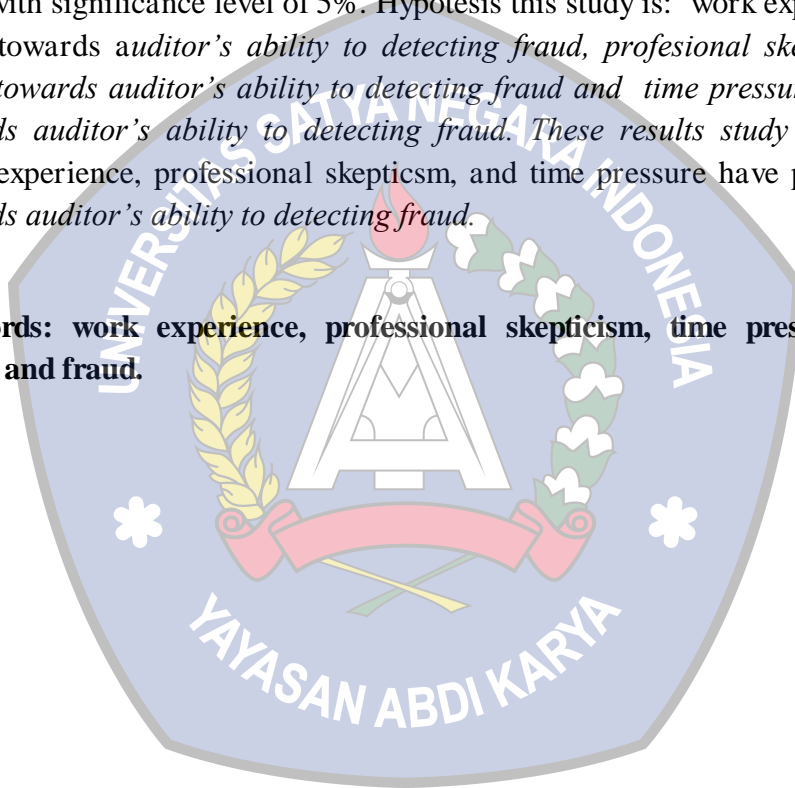 with significance level of 5%. Hypotesis this study is: work exp
towards auditor's ability to detecting fraud, profesional ske
towards auditor's ability to detecting fraud and time pressur
ds auditor's ability to detecting fraud. These results study
experience, professional skepticsm, and time pressure have p
ds auditor's ability to detecting fraud.
ords: work experience, professional skepticism, time pres
and fraud.
UNIVERSITAS SATYA NEGARA INDONESIA
YAYASAN ABDI KARYA